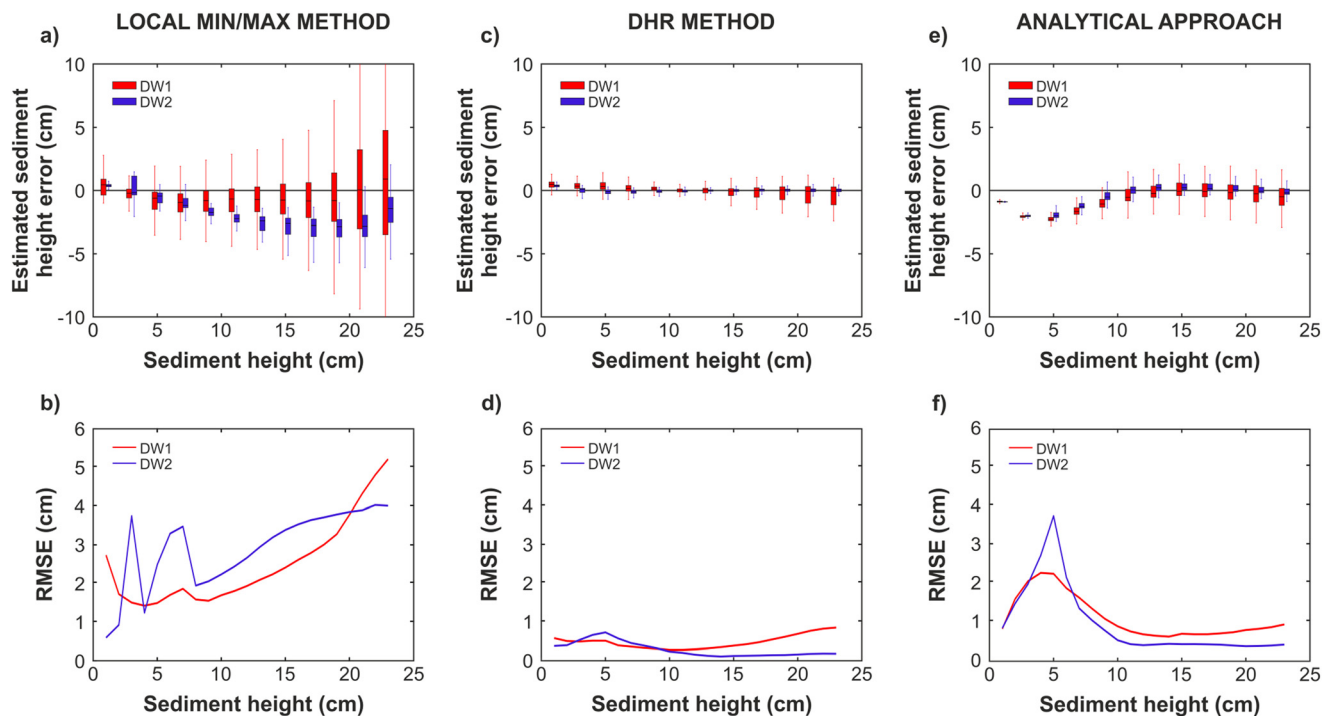 LOCAL MIN/MAX METHOD
a)
Estimated sediment
height error (cm)
10
5
0
-5
-10
DW1
DW2
0
5
10
15
20
25
Sediment height (cm)
DHR METHOD
c)
Estimated sediment
height error (cm)
10
5
0
-5
-10
DW1
DW2
0
5
10
15
20
25
Sediment height (cm)
ANALYTICAL APPROACH
e)
Estimated sediment
height error (cm)
10
5
0
-5
-10
DW1
DW2
0
5
10
15
20
25
Sediment height (cm)
b)
RMSE (cm)
6
5
4
3
2
1
0
DW1
DW2
0
5
10
15
20
25
Sediment height (cm)
d)
RMSE (cm)
6
5
4
3
2
1
0
DW1
DW2
0
5
10
15
20
25
Sediment height (cm)
f)
RMSE (cm)
6
5
4
3
2
1
0
DW1
DW2
0
5
10
15
20
25
Sediment height (cm)